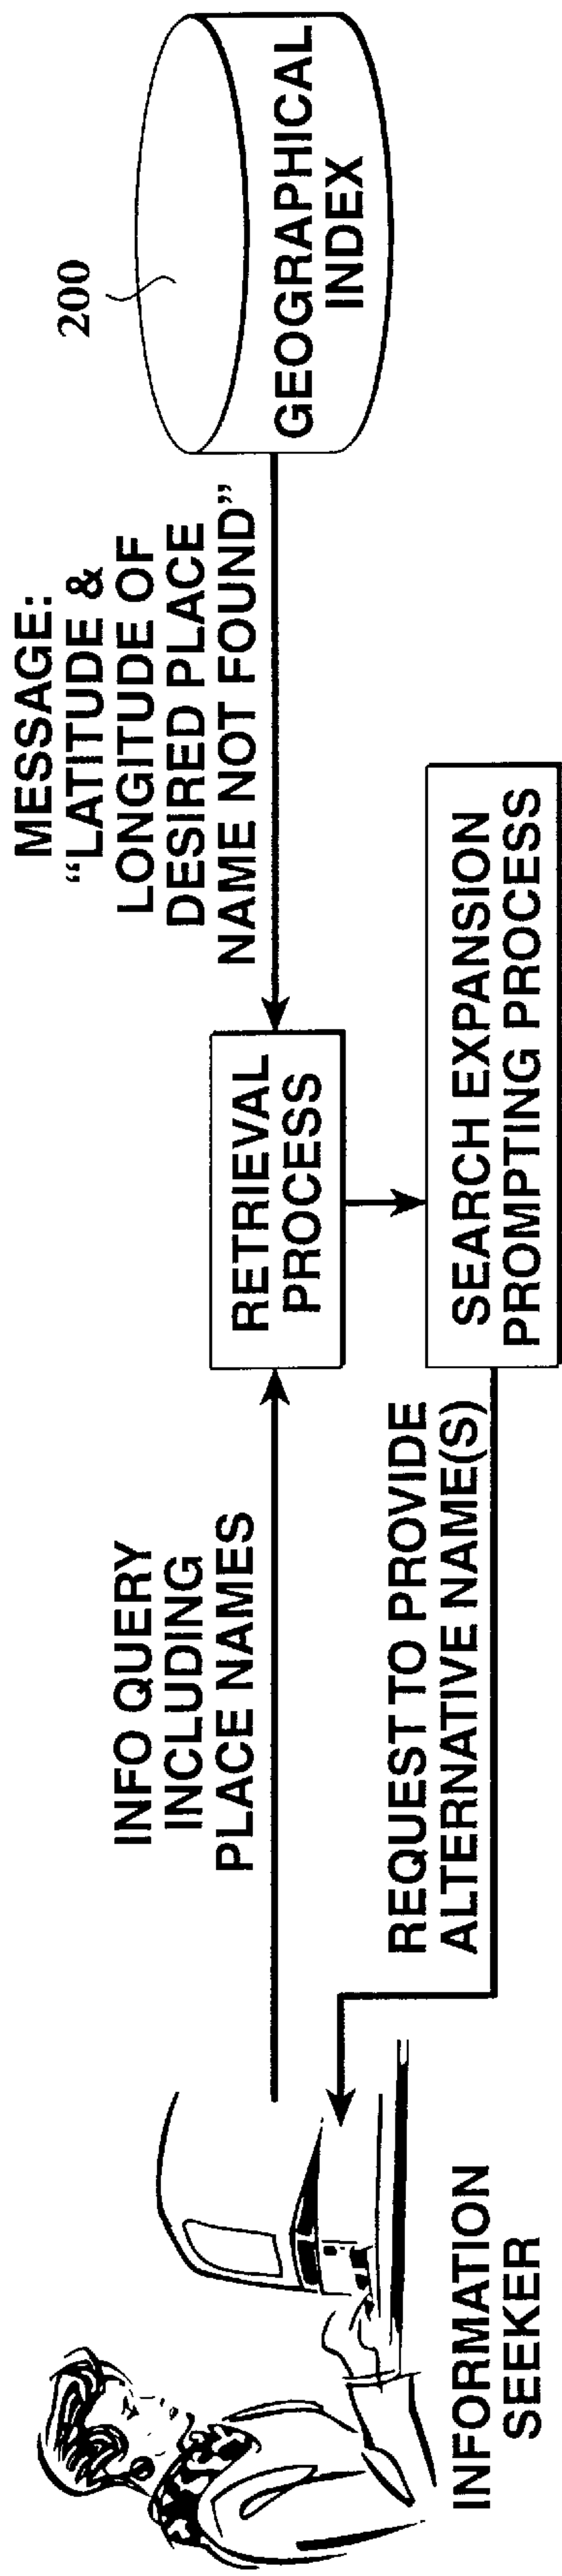 INFORMATION
SEEKER
INFO QUERY
INCLUDING
PLACE NAMES
REQUEST TO PROVIDE
ALTERNATIVE NAME(S)
RETRIEVAL
PROCESS
SEARCH EXPANSION
PROMPTING PROCESS
MESSAGE:
“LATITUDE &
LONGITUDE OF
DESIRED PLACE
NAME NOT FOUND”
200
GEOGRAPHICAL
INDEX